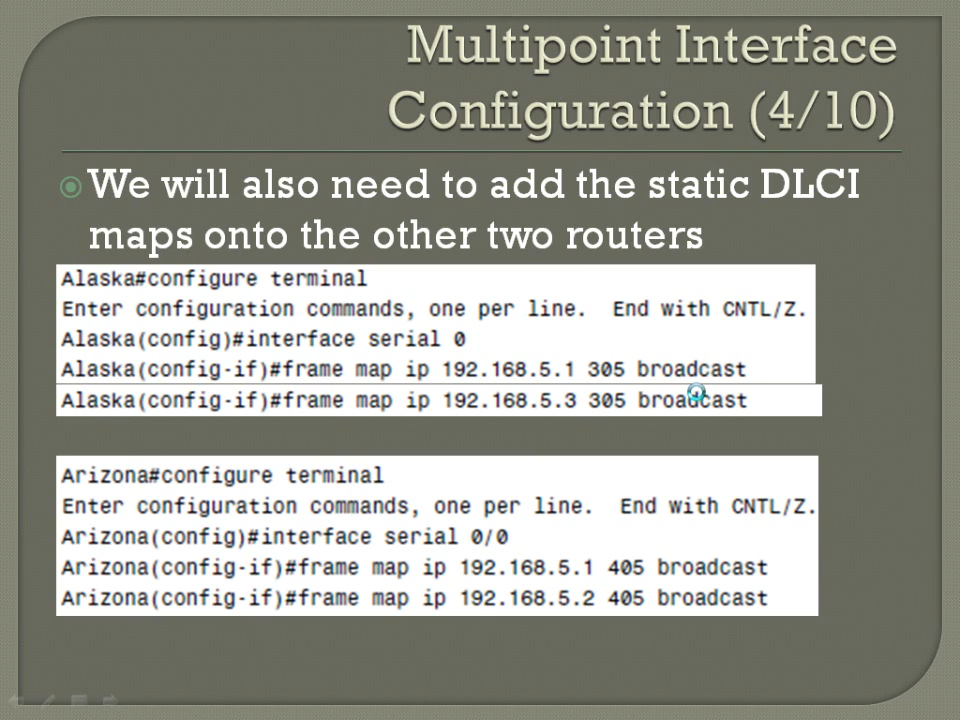 Multipoint Interface
Configuration (4/10)
We will also need to add the static DLCI
maps onto the other two routers
Alaska#configure terminal
Enter configuration commands, one per line.  End with CNTL/Z.
Alaska(config)#interface serial 0
Alaska(config-if)#frame map ip 192.168.5.1 305 broadcast
Alaska(config-if)#frame map ip 192.168.5.3 305 broadcast
Arizona#configure terminal
Enter configuration commands, one per line.  End with CNTL/Z.
Arizona(config)#interface serial 0/0
Arizona(config-if)#frame map ip 192.168.5.1 405 broadcast
Arizona(config-if)#frame map ip 192.168.5.2 405 broadcast